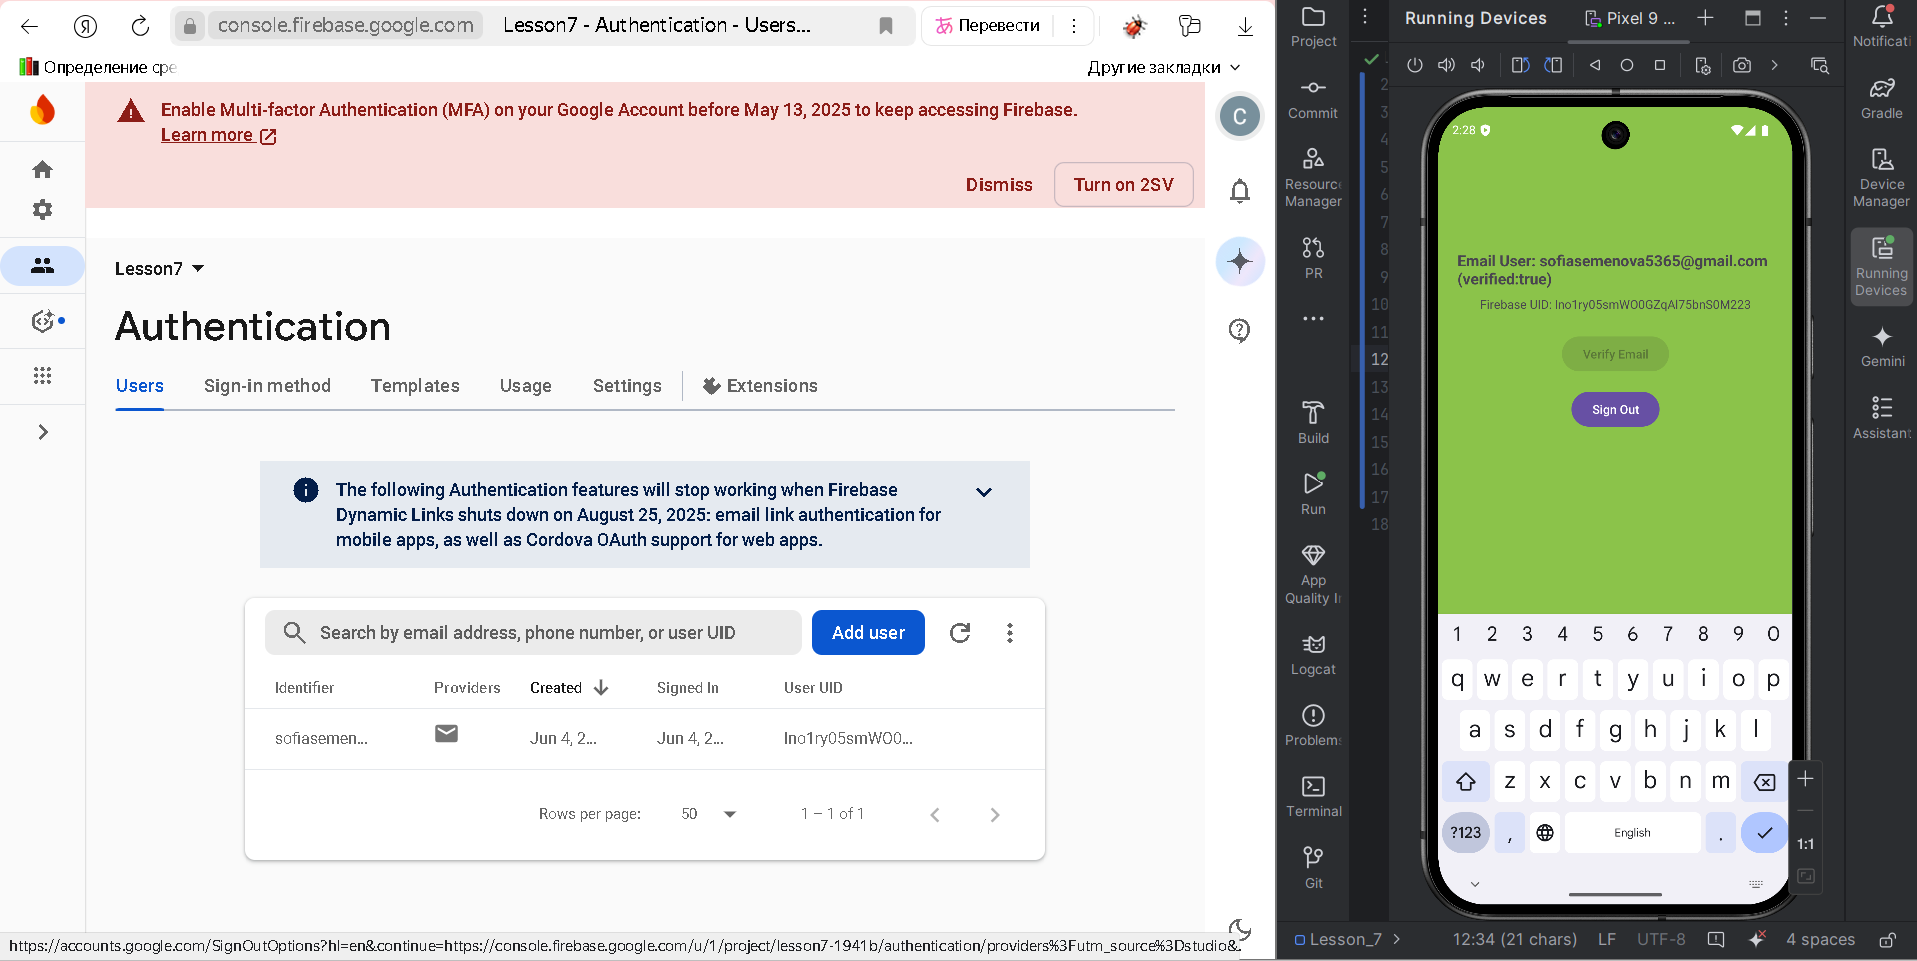 console.firebase.google.com
Lesson7 - Authentication - Users...
Перевести
Определение сре
Другие закладки
Enable Multi-factor Authentication (MFA) on your Google Account before May 13, 2025 to keep accessing Firebase.
Learn more
Dismiss
Turn on 2SV
C
Lesson7
Authentication
Users
Sign-in method
Templates
Usage
Settings
Extensions
The following Authentication features will stop working when Firebase
Dynamic Links shuts down on August 25, 2025: email link authentication for
mobile apps, as well as Cordova OAuth support for web apps.
Search by email address, phone number, or user UID
Add user
Identifier
Providers
Created
Signed In
User UID
sofiasemen...
Jun 4, 2...
Jun 4, 2...
Ino1ry05smWO0...
Rows per page:
50
1 – 1 of 1
https://accounts.google.com/SignOutOptions?hl=en&continue=https://console.firebase.google.com/u/1/project/lesson7-1941b/authentication/providers%3Futm_source%3Dstudio&.
Project
Commit
Resource
Manager
PR
Build
Run
App
Quality I
Logcat
Problem
Terminal
Git
2
3
4
5
6
7
8
9
10
11
12
13
14
15
16
17
18
Running Devices
Pixel 9 ...
2:28
Email User: sofiasemenova5365@gmail.com
(verified:true)
Firebase UID: Ino1ry05smWO0GZqAI75bnS0M223
Verify Email
Sign Out
1 2 3 4 5 6 7 8 9 0
q w e r t y u i o p
a s d f g h j k l
z x c v b n m
?123 , English .
1:1
Notificati
Gradle
Device
Manager
Running
Devices
Gemini
Assistant
Lesson_7
12:34 (21 chars)
LF
UTF-8
4 spaces